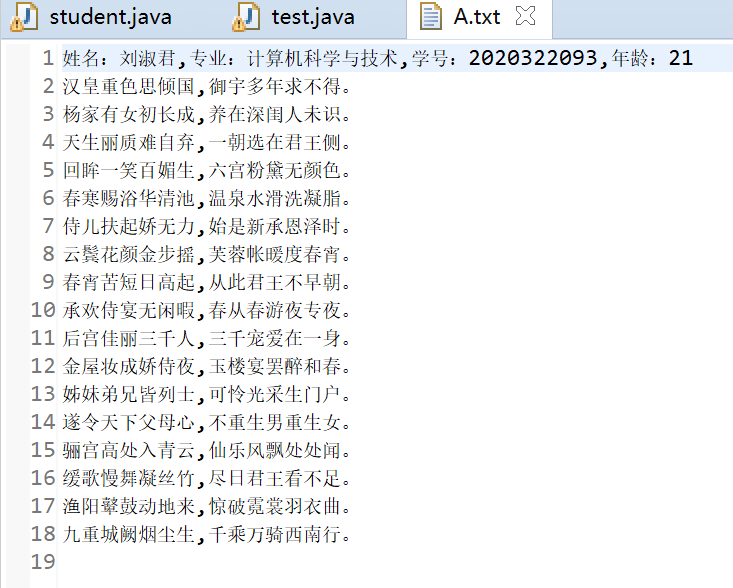 student.java test.java A.txt
1 姓名：刘淑君,专业：计算机科学与技术,学号：2020322093,年龄：21
2 汉皇重色思倾国,御宇多年求不得。
3 杨家有女初长成,养在深闺人未识。
4 天生丽质难自弃,一朝选在君王侧。
5 回眸一笑百媚生,六宫粉黛无颜色。
6 春寒赐浴华清池,温泉水滑洗凝脂。
7 侍儿扶起娇无力,始是新承恩泽时。
8 云鬓花颜金步摇,芙蓉帐暖度春宵。
9 春宵苦短日高起,从此君王不早朝。
10 承欢侍宴无闲暇,春从春游夜专夜。
11 后宫佳丽三千人,三千宠爱在一身。
12 金屋妆成娇侍夜,玉楼宴罢醉和春。
13 姊妹弟兄皆列士,可怜光采生门户。
14 遂令天下父母心,不重生男重生女。
15 骊宫高处入青云,仙乐风飘处处闻。
16 缓歌慢舞凝丝竹,尽日君王看不足。
17 渔阳鼙鼓动地来,惊破霓裳羽衣曲。
18 九重城阙烟尘生,千乘万骑西南行。
19